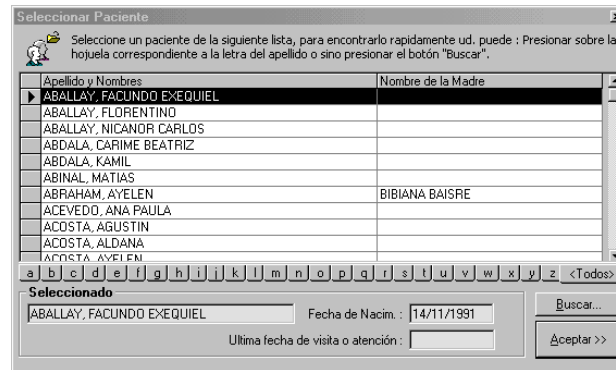 Seleccionar Paciente
Seleccione un paciente de la siguiente lista, para encontrarlo rapidamente ud. puede : Presionar sobre la
hojuela correspondiente a la letra del apellido o sino presionar el botón "Buscar".
Apellido y Nombres Nombre de la Madre
ABALLAY, FACUNDO EXEQUIEL
ABALLAY, FLORENTINO
ABALLAY, NICANOR CARLOS
ABDALA, CARIME BEATRIZ
ABDALA, KAMIL
ABINAL, MATIAS
ABRAHAM, AYELEN BIBIANA BAISRE
ACEVEDO, ANA PAULA
ACOSTA, AGUSTIN
ACOSTA, ALDANA
ACOSTA, AYELEN
a b c d e f g h i j k l m n o p q r s t u v w x y z <Todos>
Seleccionado
ABALLAY, FACUNDO EXEQUIEL Fecha de Nacim. : 14/11/1991 Buscar...
Ultima fecha de visita o atención : Aceptar >>